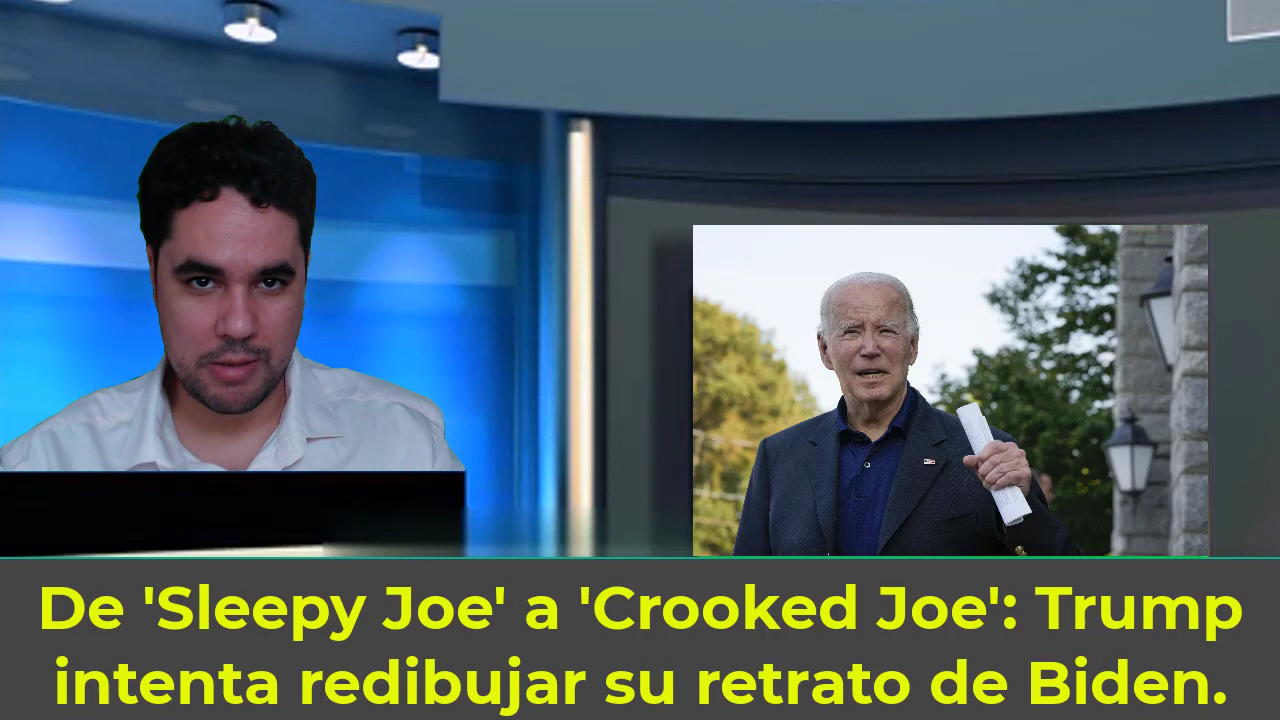 De 'Sleepy Joe' a 'Crooked Joe': Trump
intenta redibujar su retrato de Biden.